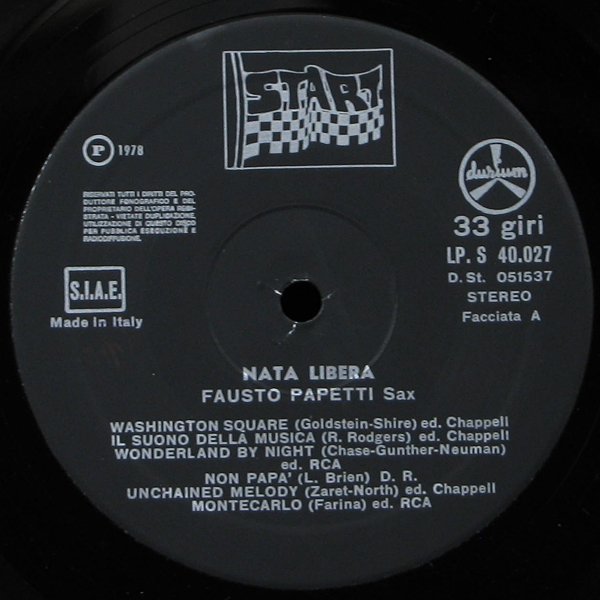 START
P 1978
RISERVATI TUTTI I DIRITTI DEL PRO-
DUTTORE FONOGRAFICO E DEL
PROPRIETARIO DELL'OPERA REGI-
STRATA - VIETATE DUPLICAZIONE,
UTILIZZAZIONE DI QUESTO DISCO
PER PUBBLICA ESECUZIONE E
RADIODIFFUSIONE.
durium
33 giri
LP. S 40.027
D. St. 051537
STEREO
Facciata A
S.I.A.E.
Made In Italy
NATA LIBERA
FAUSTO PAPETTI Sax
WASHINGTON SQUARE (Goldstein-Shire) ed. Chappell
IL SUONO DELLA MUSICA (R. Rodgers) ed. Chappell
WONDERLAND BY NIGHT (Chase-Gunther-Neuman)
ed. RCA
NON PAPA' (L. Brien) D. R.
UNCHAINED MELODY (Zaret-North) ed. Chappell
MONTECARLO (Farina) ed. RCA